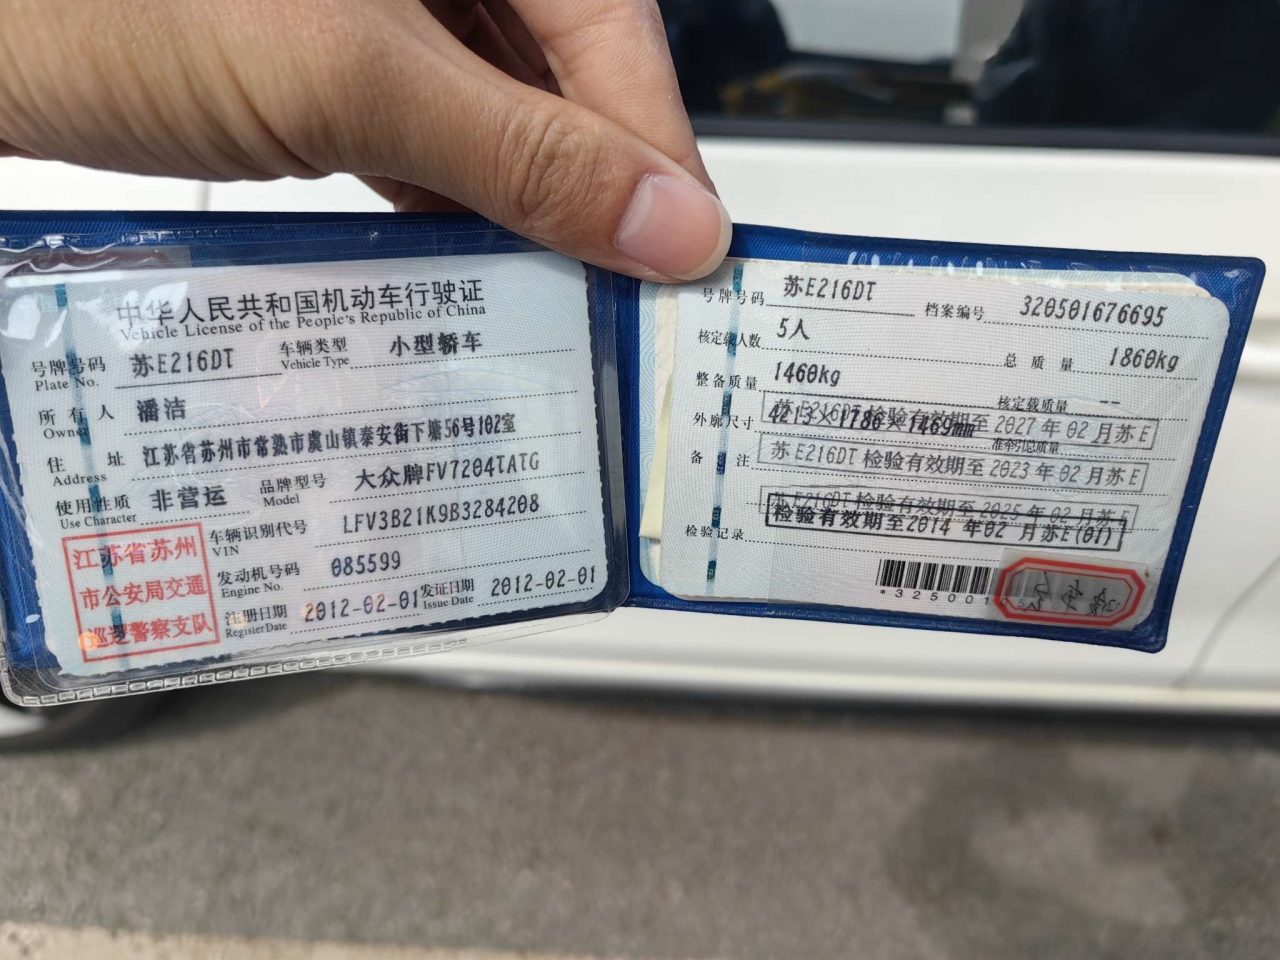 中华人民共和国机动车行驶证
Vehicle License of the People's Republic of China
号牌号码 苏E216DT 车辆类型 小型轿车
Plate No. Vehicle Type
所有人 潘洁
Owner
住址 江苏省苏州市常熟市虞山镇泰安街下塘56号102室
Address
使用性质 非营运 品牌型号 大众牌FV7204TATG
Use Character Model
车辆识别代号 LFV3B21K9B3284208
VIN
发动机号码 085599
Engine No.
注册日期 2012-02-01 发证日期 2012-02-01
Register Date Issue Date
江苏省苏州
市公安局交通
巡逻警察支队
号牌号码 苏E216DT 档案编号 320501676695
核定载人数 5人 总质量 1860kg
整备质量 1460kg 核定载质量 --
外廓尺寸 4213×1786×1469mm 准牵引总质量
苏E216DT检验有效期至2027年02月苏E
备注 苏E216DT检验有效期至2023年02月苏E
苏E216DT检验有效期至2025年02月苏E
检验记录 检验有效期至2014年02月苏E(01)
*325001